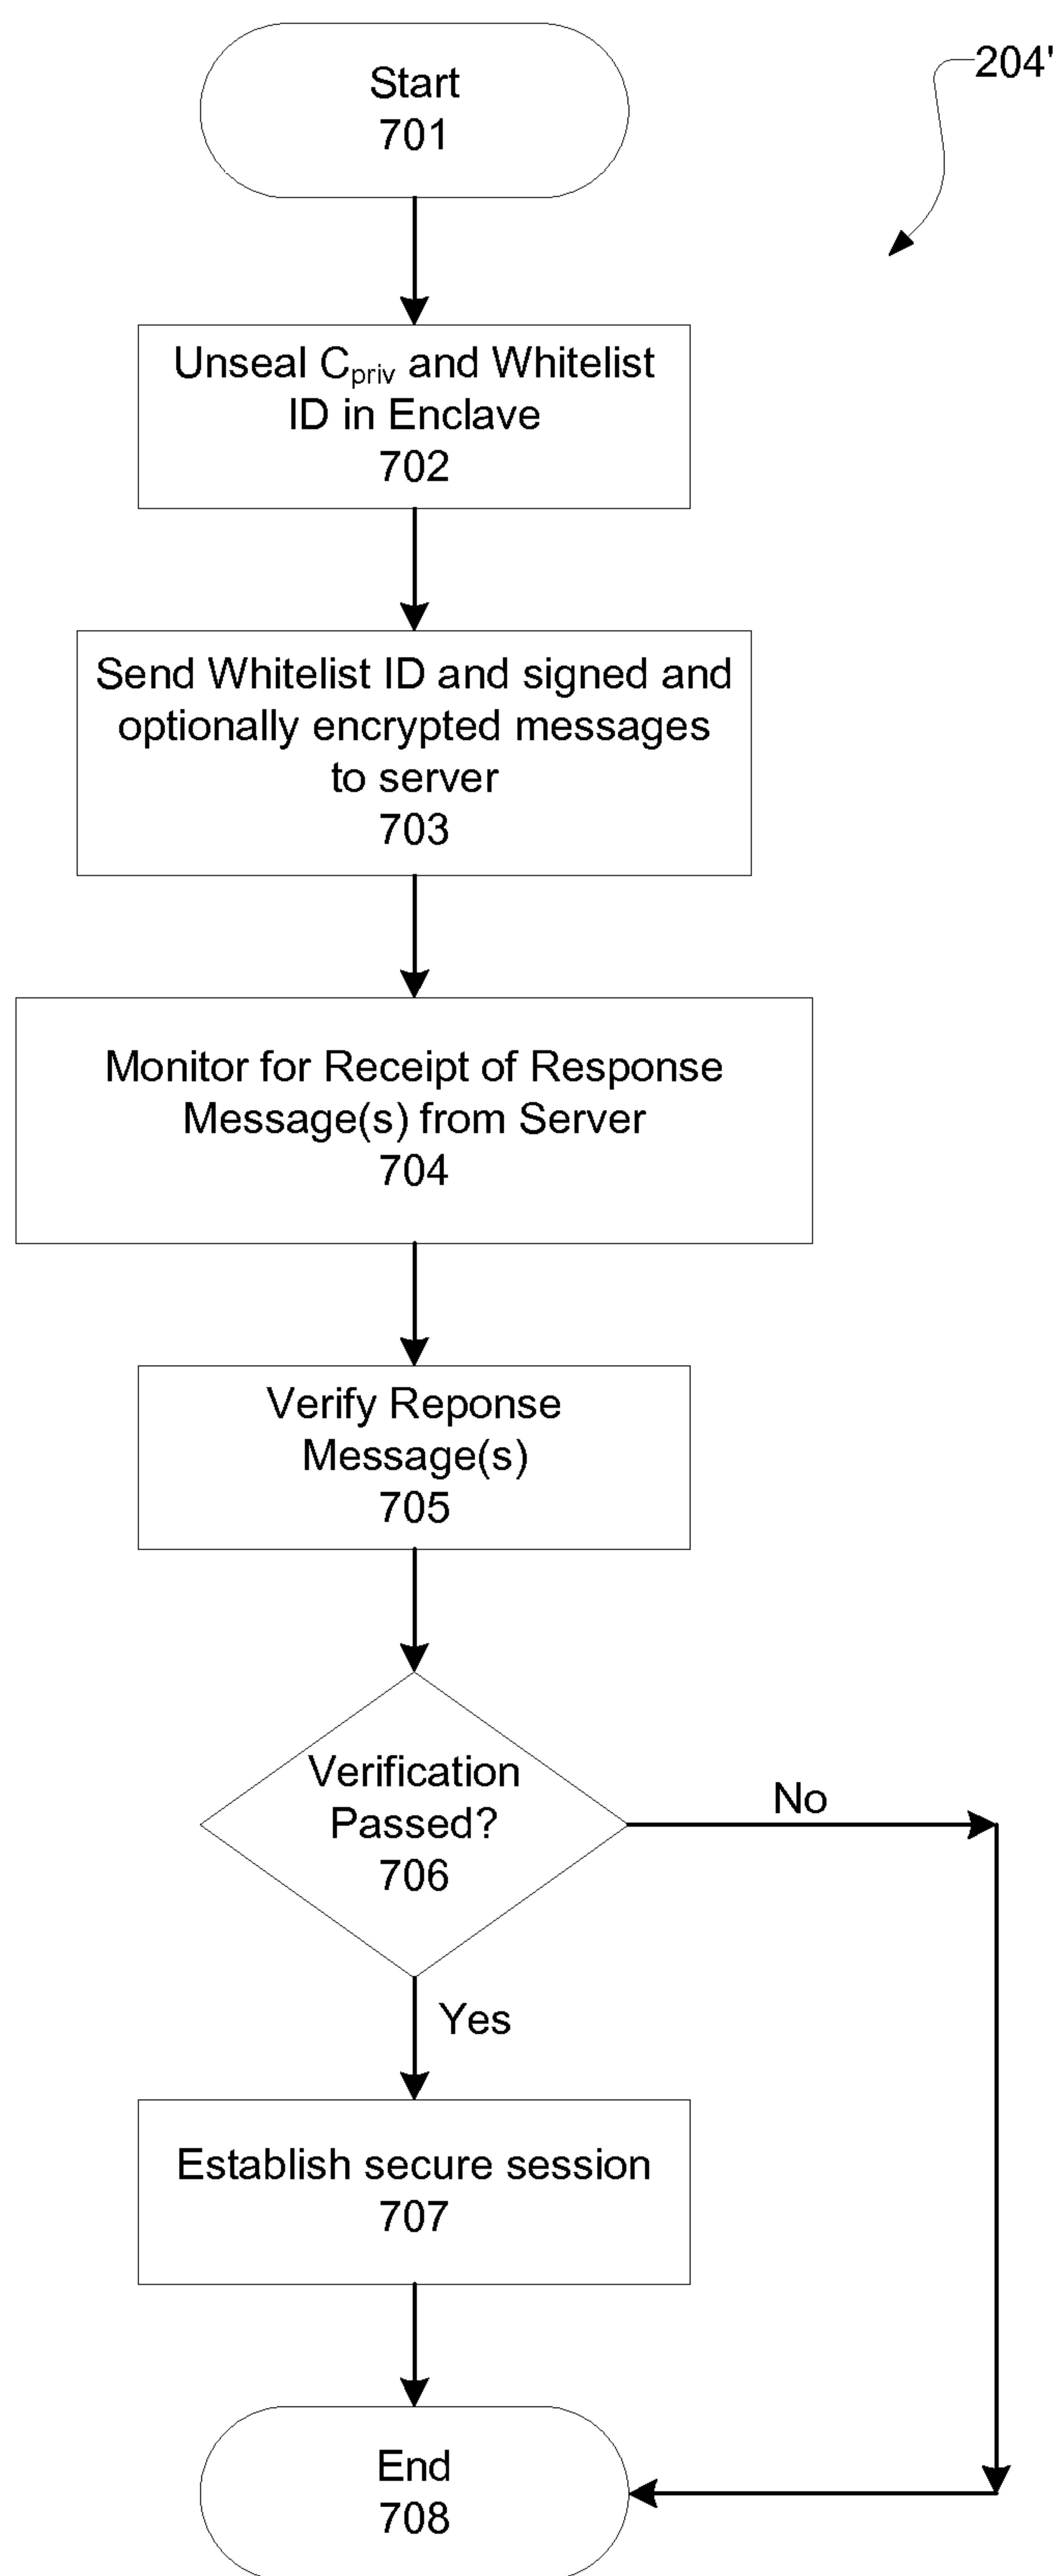 204'
Start
701
Unseal Cpriv and Whitelist
ID in Enclave
702
Send Whitelist ID and signed and
optionally encrypted messages
to server
703
Monitor for Receipt of Response
Message(s) from Server
704
Verify Reponse
Message(s)
705
Verification
Passed?
706
No
Yes
Establish secure session
707
End
708